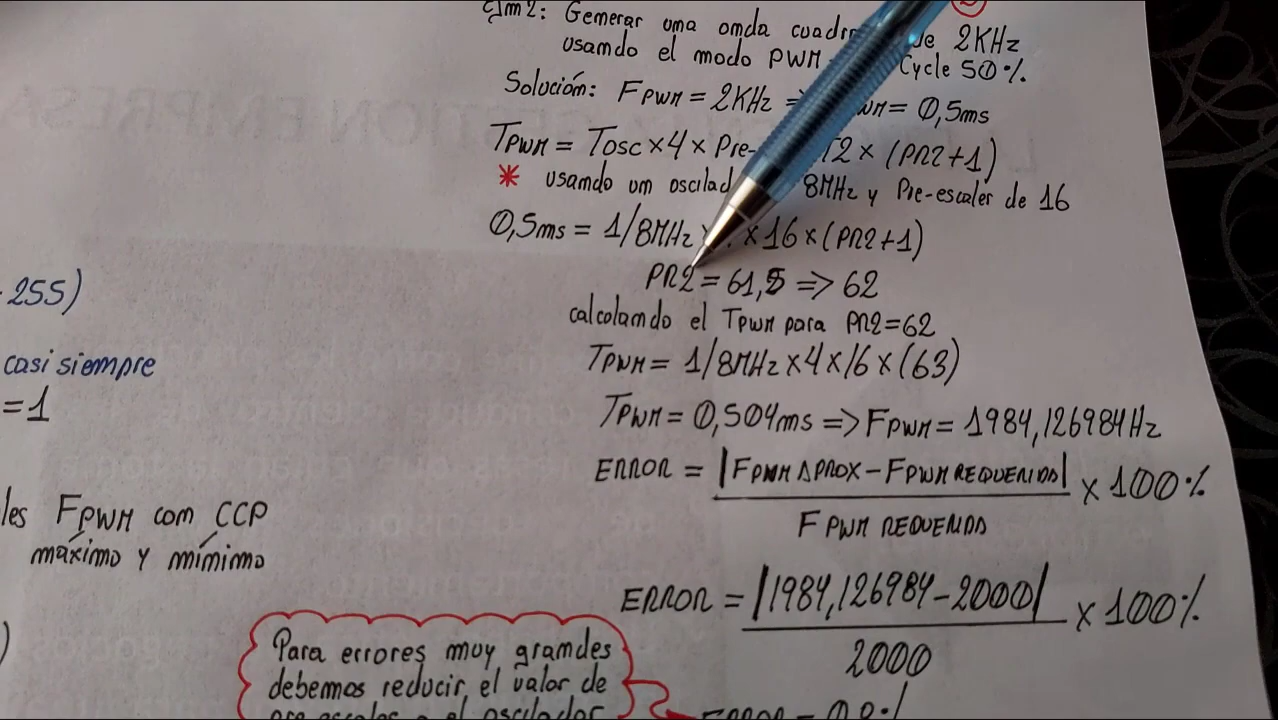 Ejm2: Generar una onda cuadr de 2KHz
usando el modo PWM Cycle 50%
Solución: FPWM = 2KHz => = 0,5ms
TPWM = Tosc x 4 x Pre- x (PR2+1)
* usando un oscilad 8MHz y Pre-escaler de 16
0,5ms = 1/8MHz x 16 x (PR2+1)
PR2 = 61,5 => 62
calculando el TPWM para PR2=62
TPWM = 1/8MHz x 4 x 16 x (63)
TPWM = 0,504ms => FPWM = 1984,126984Hz
ERROR = |FPWM APROX - FPWM REQUERIDA| x 100%
F PWM REQUERIDA
ERROR = |1984,126984 - 2000| x 100%
2000
255)
casi siempre
=1
les FPWM con CCP
máximo y mínimo
)
Para errores muy grandes
debemos reducir el valor de